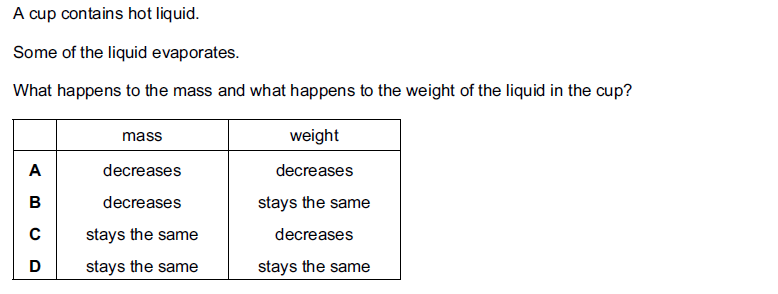 A cup contains hot liquid.
Some of the liquid evaporates.
What happens to the mass and what happens to the weight of the liquid in the cup?
mass weight
A decreases decreases
B decreases stays the same
C stays the same decreases
D stays the same stays the same